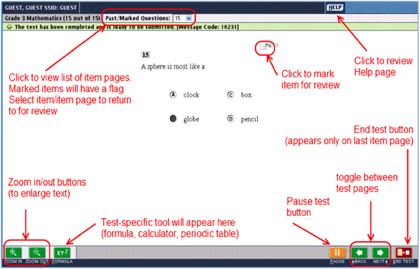 GUEST, GUEST SSID: GUEST,
HELP
Grade 3 Mathematics (15 out of 15) Past/Marked Questions: 15
The test has been completed and is ready to be submitted. [Message Code: 10231]
15
A sphere is most like a
A clock
C box
globe
D pencil
Click to view list of item pages.
Marked items will have a flag
Select item/item page to return
to for review
Click to mark
item for review
Click to review
Help page
End test button
(appears only on last item page)
Zoom in/out buttons
(to enlarge text)
Test-specific tool will appear here
(formula, calculator, periodic table)
Pause test
button
toggle between
test pages
ZOOM IN ZOOM OUT FORMULA
PAUSE BACK NEXT END TEST